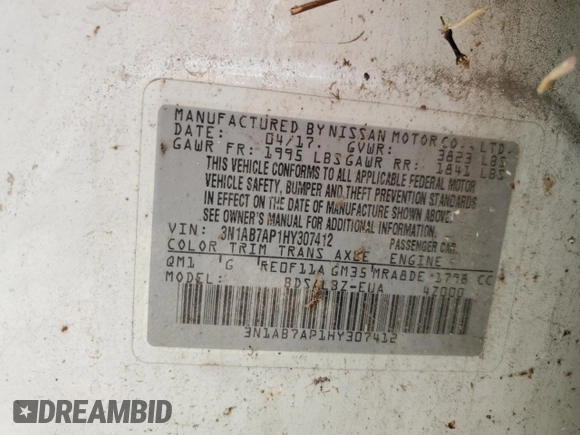 MANUFACTURED BY NISSAN MOTOR CO., LTD.
DATE: 04/17. GVWR: 3823 LBS
GAWR FR: 1995 LBS GAWR RR: 1841 LBS
THIS VEHICLE CONFORMS TO ALL APPLICABLE FEDERAL MOTOR
VEHICLE SAFETY, BUMPER AND THEFT PREVENTION STANDARDS
IN EFFECT ON THE DATE OF MANUFACTURE SHOWN ABOVE.
SEE OWNER'S MANUAL FOR ADDITIONAL INFORMATION.
VIN: 3N1AB7AP1HY307412 PASSENGER CAR
COLOR TRIM TRANS AXLE ENGINE
QM1 G RE0F11A GM35 MRA8DE 1798 CC
47000
3N1AB7AP1HY307412
DREAMBID